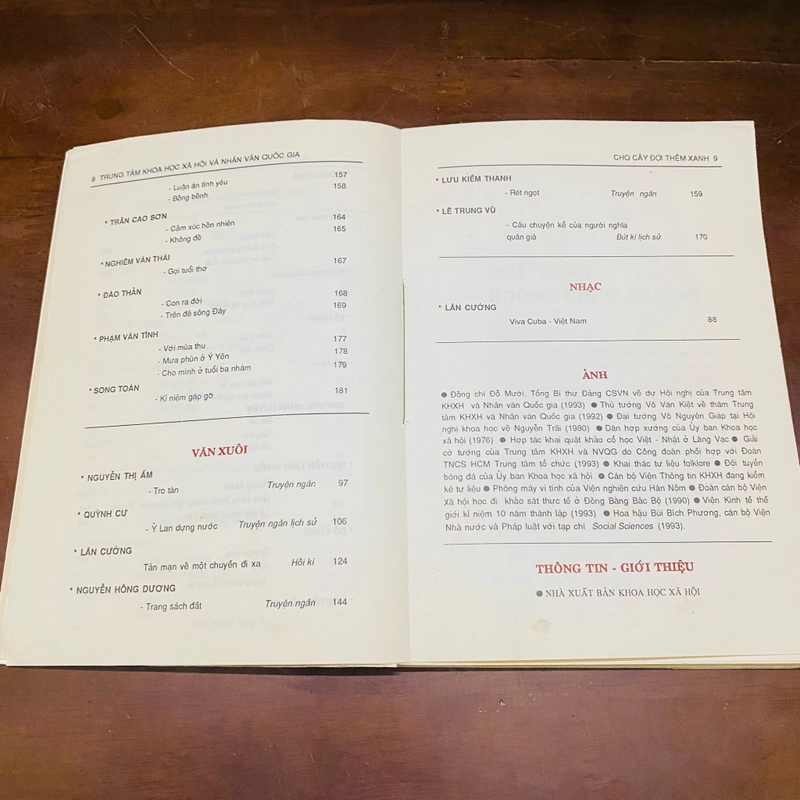 8 TRUNG TÂM KHOA HỌC XÃ HỘI VÀ NHÂN VĂN QUỐC GIA
- Luận án tình yêu 157
- Bồng bềnh 158
* TRẦN CAO SƠN
- Cảm xúc hồn nhiên 164
- Không đề 165
* NGHIÊM VĂN THÁI
- Gọi tuổi thơ 167
* ĐÀO THẢN
- Con ra đời 168
- Trên đê sông Đáy 169
* PHẠM VĂN TÌNH
- Với mùa thu 177
- Mưa phùn ở Ý Yên 178
- Cho mình ở tuổi ba nhăm 179
* SONG TOÀN
- Kỉ niệm gặp gỡ 181
VĂN XUÔI
* NGUYỄN THỊ ẤM
- Tro tàn Truyện ngắn 97
* QUỲNH CƯ
- Ỷ Lan dựng nước Truyện ngắn lịch sử 106
* LÂN CƯỜNG
Tản mạn về một chuyến đi xa Hồi kí 124
* NGUYỄN HỒNG DƯƠNG
- Trang sách đất Truyện ngắn 144
CHO CÂY ĐỜI THÊM XANH 9
* LƯU KIẾM THANH
- Rét ngọt Truyện ngắn 159
* LÊ TRUNG VŨ
- Câu chuyện kể của người nghĩa
quân già Bút kí lịch sử 170
NHẠC
* LÂN CƯỜNG
Viva Cuba - Việt Nam 88
ẢNH
● Đồng chí Đỗ Mười, Tổng Bí thư Đảng CSVN về dự Hội nghị của Trung tâm
KHXH và Nhân văn Quốc gia (1993) ● Thủ tướng Võ Văn Kiệt về thăm Trung
tâm KHXH và Nhân văn Quốc gia (1992) ● Đại tướng Võ Nguyên Giáp tại Hội
nghị khoa học về Nguyễn Trãi (1980) ● Dàn hợp xướng của Ủy ban Khoa học
xã hội (1976) ● Hợp tác khai quật khảo cổ học Việt - Nhật ở Làng Vạc ● Giải
cờ tướng của Trung tâm KHXH và NVQG do Công đoàn phối hợp với Đoàn
TNCS HCM Trung tâm tổ chức (1993) ● Khai thác tư liệu folklore ● Đội tuyển
bóng đá của Ủy ban Khoa học xã hội ● Cán bộ Viện Thông tin KHXH đang kiểm
kê tư liệu ● Phòng máy vi tính của Viện nghiên cứu Hán Nôm ● Đoàn cán bộ Viện
Xã hội học đi khảo sát thực tế ở Đồng Bằng Bắc Bộ (1990) ● Viện Kinh tế thế
giới kỉ niệm 10 năm thành lập (1993) ● Hoa hậu Bùi Bích Phương, cán bộ Viện
Nhà nước và Pháp luật với tạp chí Social Sciences (1993).
THÔNG TIN - GIỚI THIỆU
● NHÀ XUẤT BẢN KHOA HỌC XÃ HỘI